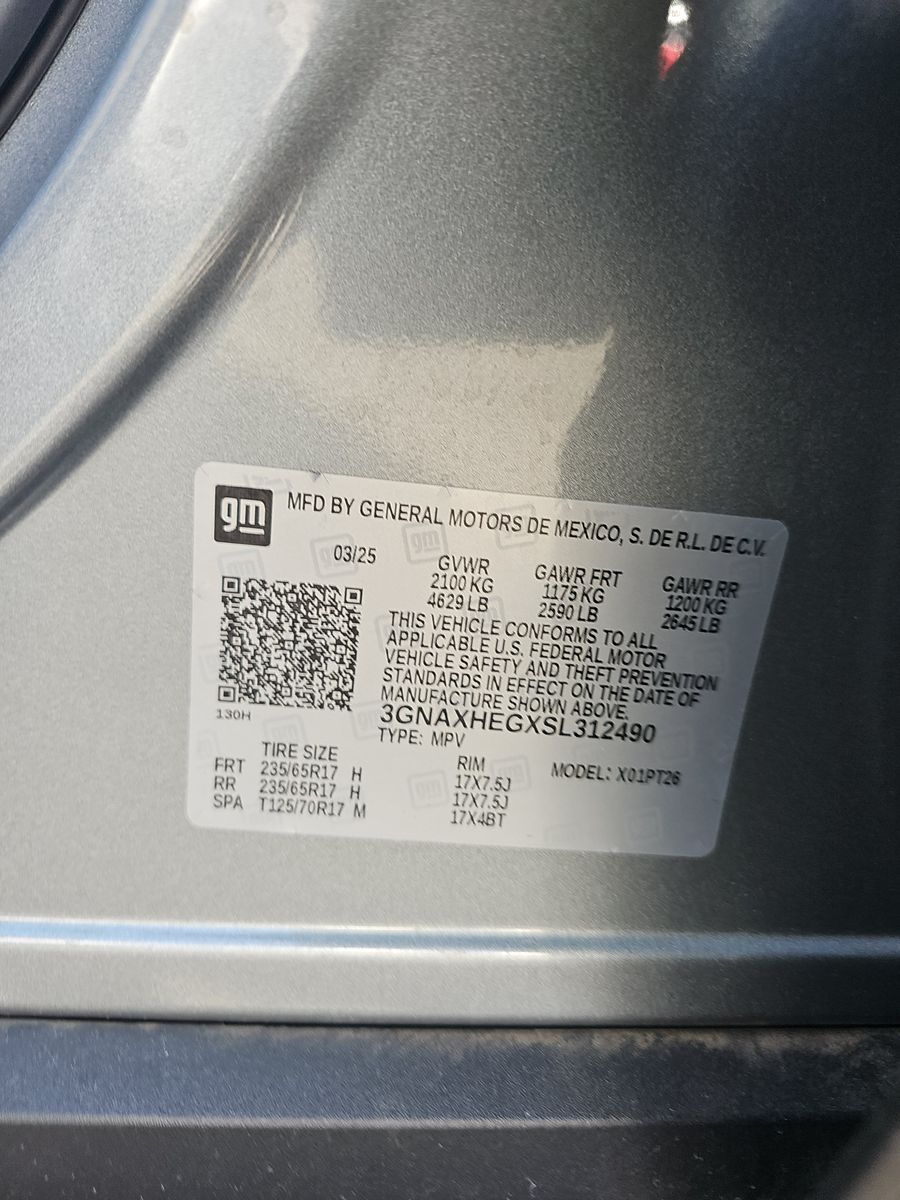 gm MFD BY GENERAL MOTORS DE MEXICO, S. DE R.L. DE C.V.
03/25 GVWR GAWR FRT GAWR RR
2100 KG 1175 KG 1200 KG
4629 LB 2590 LB 2645 LB
THIS VEHICLE CONFORMS TO ALL
APPLICABLE U.S. FEDERAL MOTOR
VEHICLE SAFETY AND THEFT PREVENTION
STANDARDS IN EFFECT ON THE DATE OF
MANUFACTURE SHOWN ABOVE.
130H
3GNAXHEGXSL312490
TYPE: MPV
TIRE SIZE RIM MODEL: X01PT26
FRT 235/65R17 H 17X7.5J
RR 235/65R17 H 17X7.5J
SPA T125/70R17 M 17X4BT